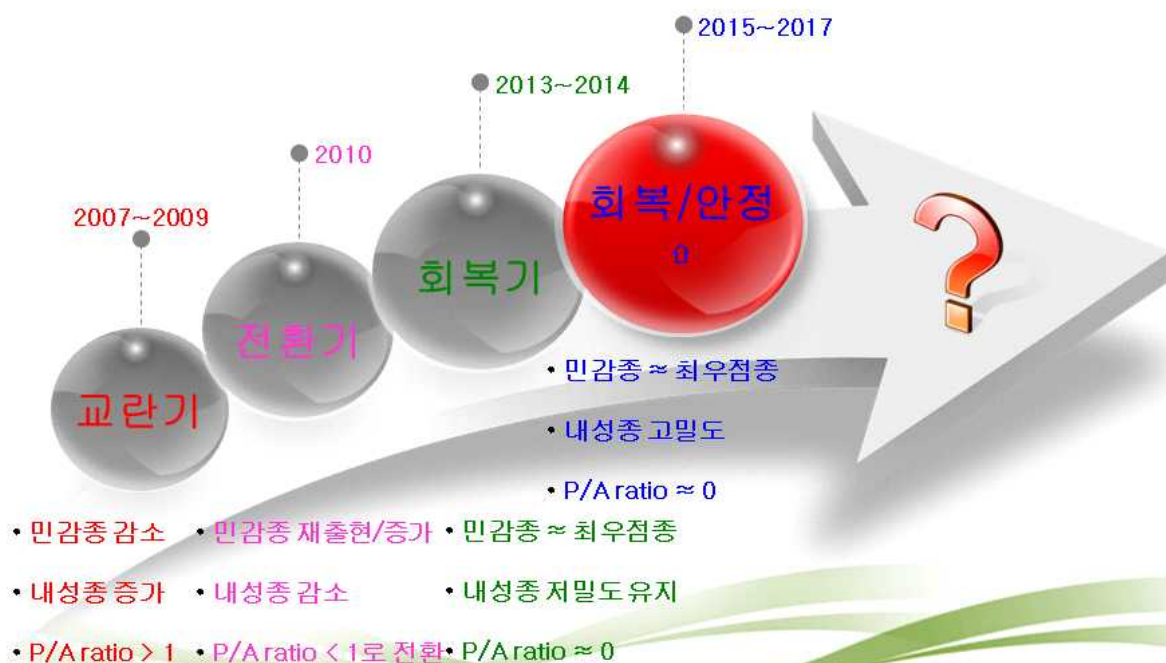 2015~2017
2013~2014
2010
2007~2009
회복/안정
0
회복기
전환기
교란기
• 민감종 ≈ 최우점종
• 내성종 고밀도
• P/A ratio ≈ 0
• 민감종 감소 • 민감종 재출현/증가 • 민감종 ≈ 최우점종
• 내성종 증가 • 내성종 감소 • 내성종 저밀도 유지
• P/A ratio > 1 • P/A ratio < 1로 전환 • P/A ratio ≈ 0
?